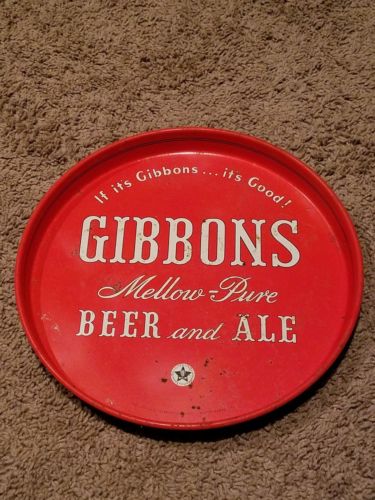 If its Gibbons...its Good!
GIBBONS
Mellow-Pure
BEER and ALE